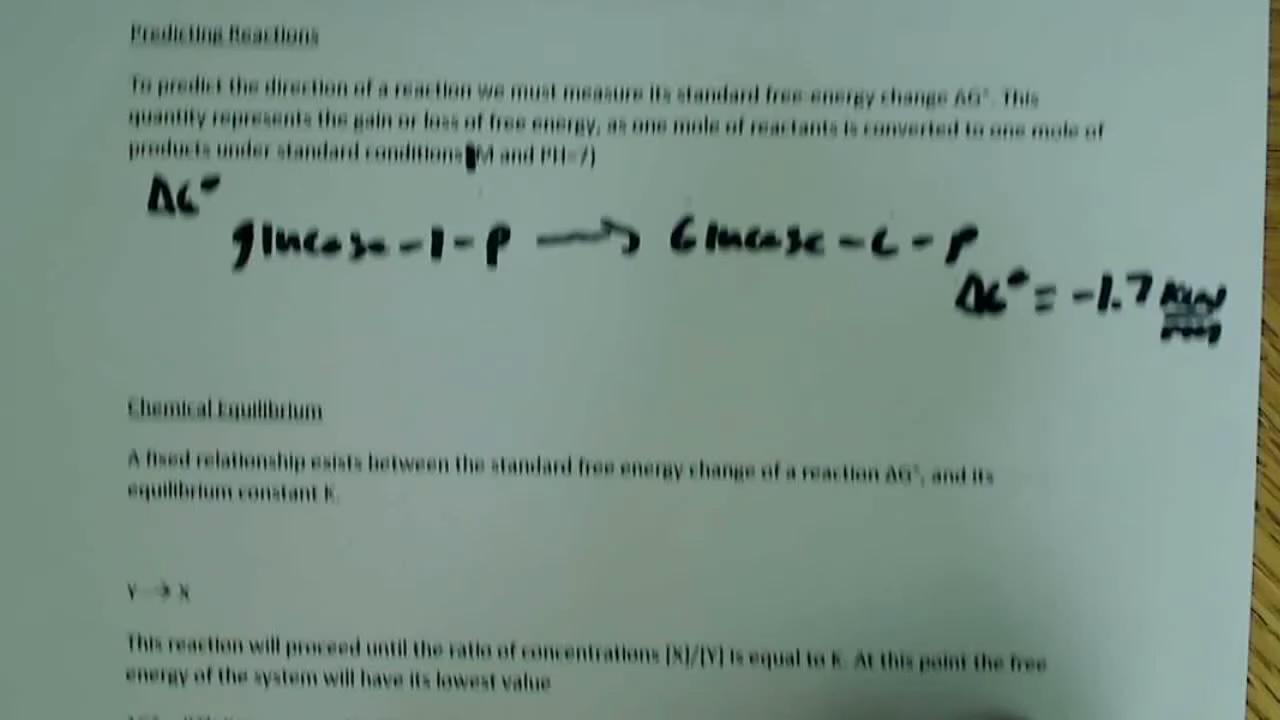 Predicting Reactions
To predict the direction of a reaction we must measure its standard free-energy change ΔG°. This
quantity represents the gain or loss of free energy, as one mole of reactants is converted to one mole of
products under standard conditions M and PH=7)
ΔG°
glucose-1-P → Glucose-6-P
ΔG° = -1.7
Chemical Equilibrium
A fixed relationship exists between the standard free energy change of a reaction ΔG°, and its
equilibrium constant K.
Y → X
This reaction will proceed until the ratio of concentrations [X]/[Y] is equal to K. At this point the free
energy of the system will have its lowest value